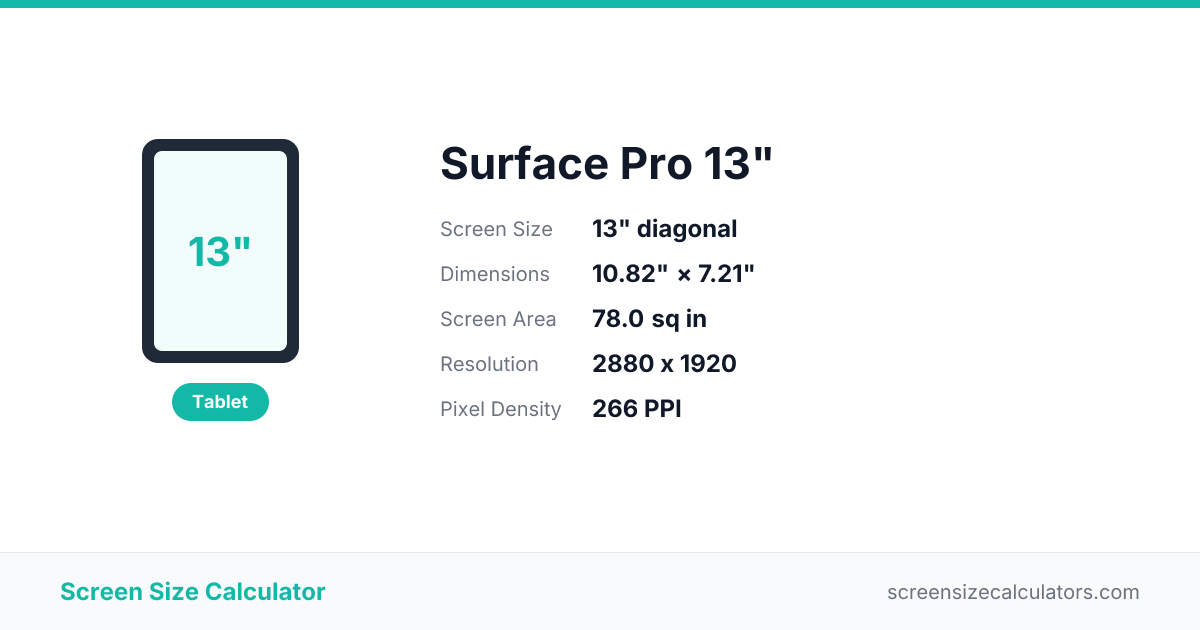 13"
Tablet
Surface Pro 13"
Screen Size 13" diagonal
Dimensions 10.82" × 7.21"
Screen Area 78.0 sq in
Resolution 2880 x 1920
Pixel Density 266 PPI
Screen Size Calculator
screensizecalculators.com